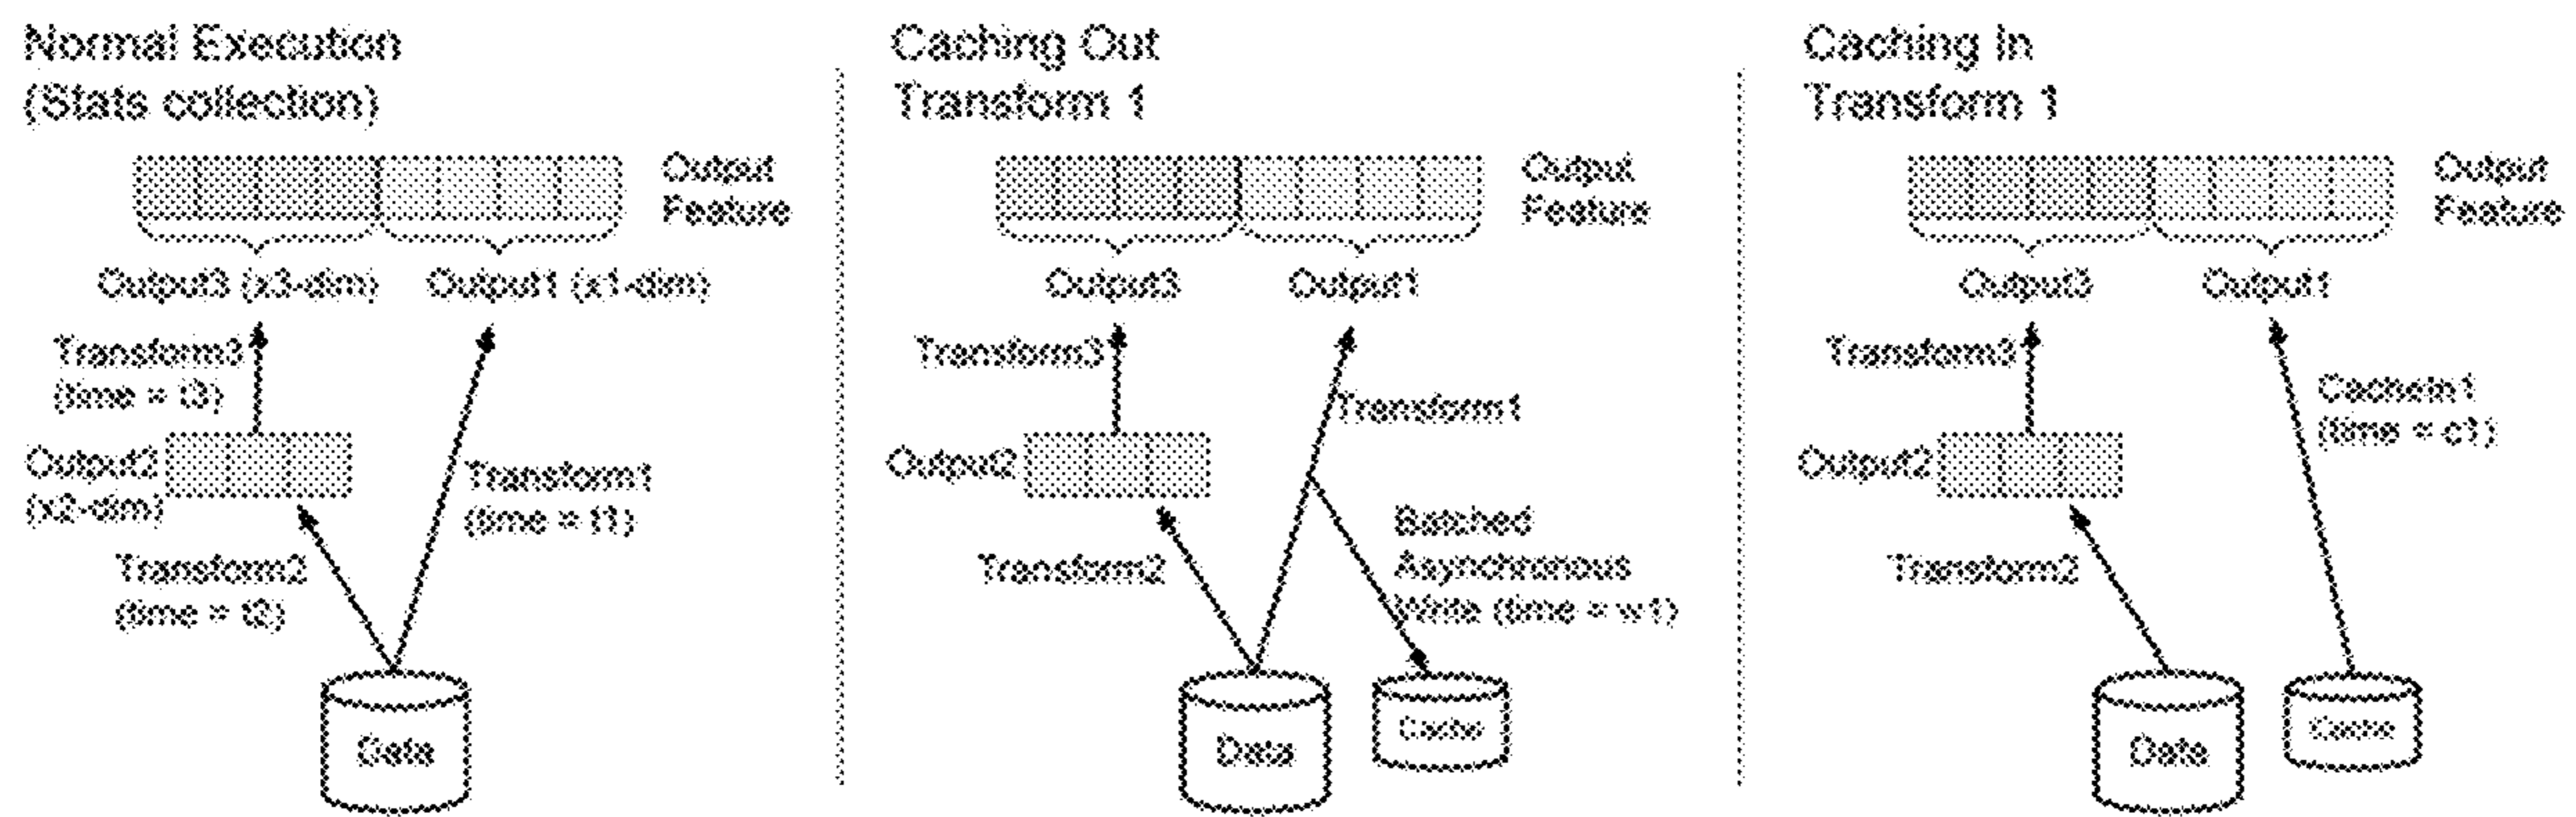 Normal Execution
(Stats collection)
Output
Feature
Output3 (x3-dim)
Output1 (x1-dim)
Transform3
(time = t3)
Output2
(x2-dim)
Transform1
(time = t1)
Transform2
(time = t2)
Data
Caching Out
Transform 1
Output
Feature
Output3
Output1
Transform3
Transform1
Output2
Batched
Asynchronous
Write (time = w1)
Transform2
Data
Cache
Caching In
Transform 1
Output
Feature
Output3
Output1
Transform3
CacheIn1
(time = c1)
Output2
Transform2
Data
Cache